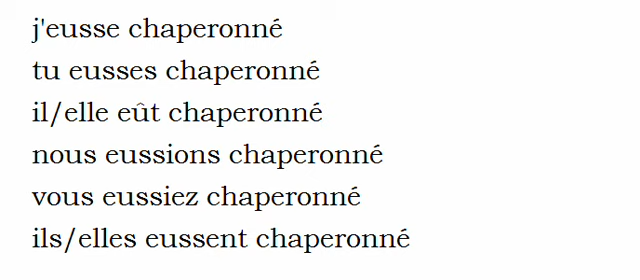 j'eusse chaperonné
tu eusses chaperonné
il/elle eût chaperonné
nous eussions chaperonné
vous eussiez chaperonné
ils/elles eussent chaperonné